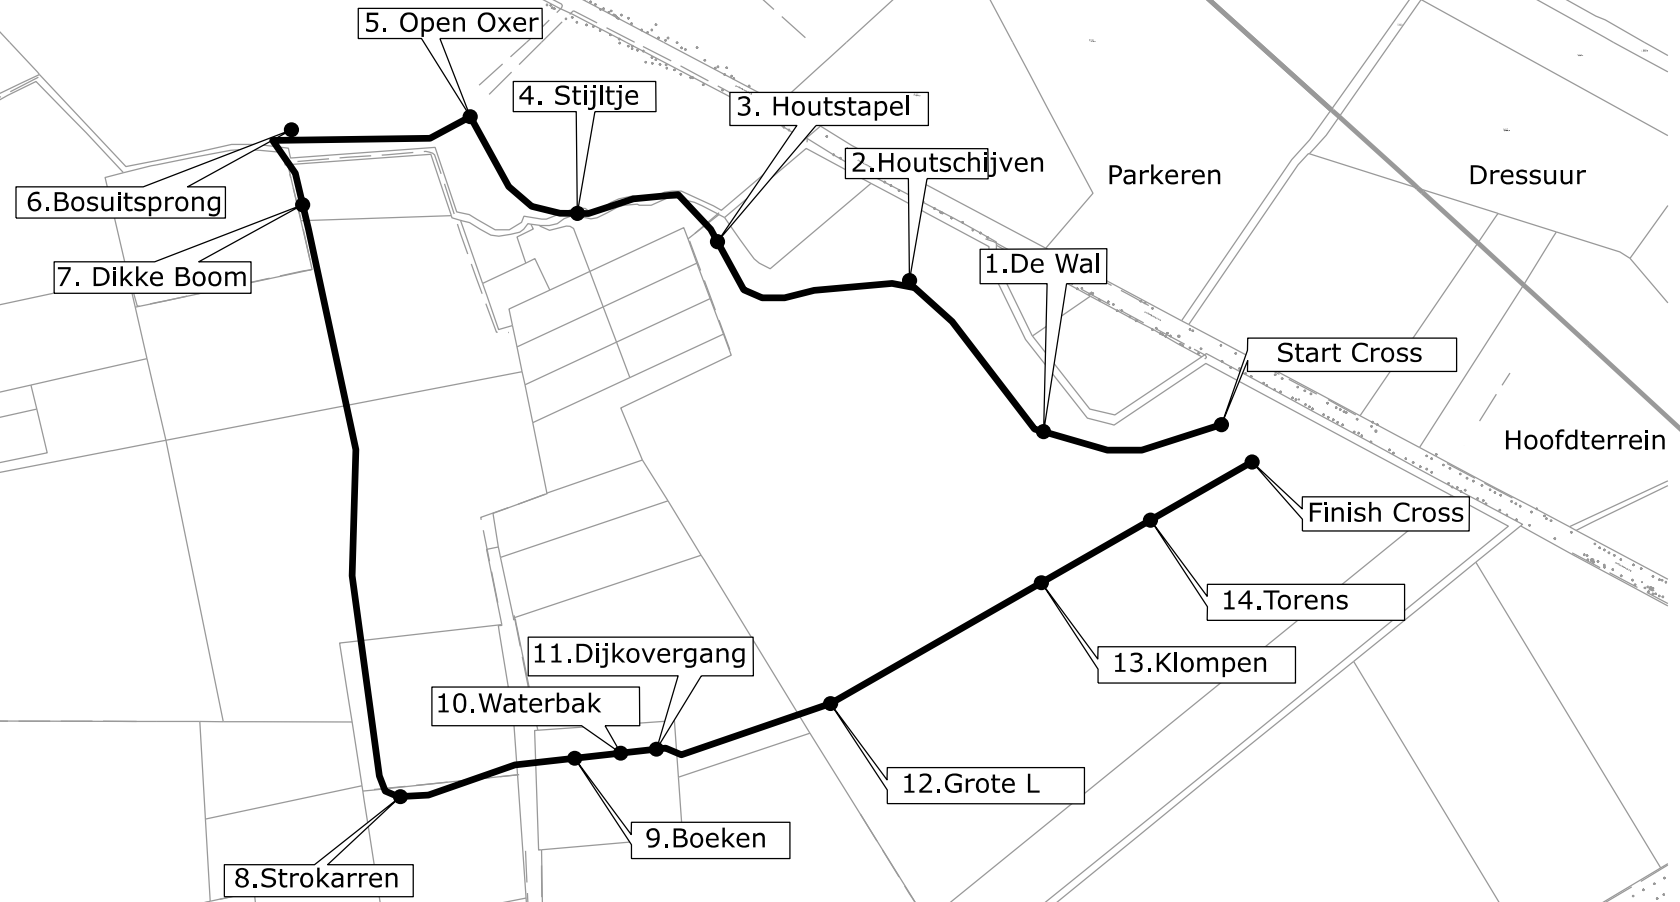 5. Open Oxer
4. Stijltje
3. Houtstapel
2.Houtschijven
Parkeren
Dressuur
6.Bosuitsprong
7. Dikke Boom
1.De Wal
Start Cross
Hoofdterrein
Finish Cross
14.Torens
11.Dijkovergang
13.Klompen
10.Waterbak
12.Grote L
9.Boeken
8.Strokarren